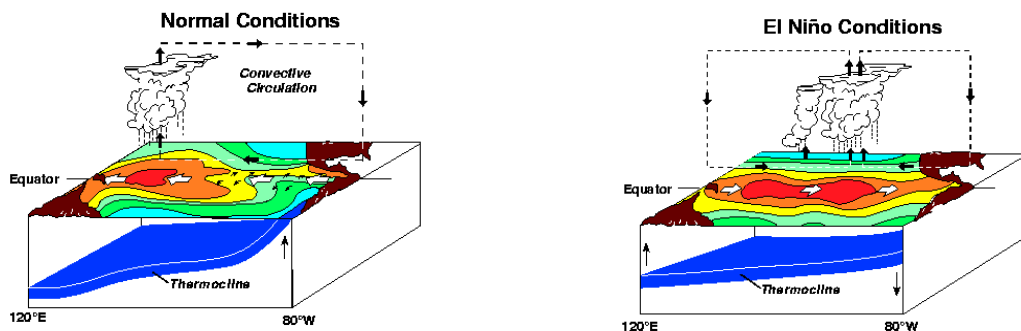 Normal Conditions
Convective
Circulation
Equator
Thermocline
120°E
80°W
El Niño Conditions
Equator
Thermocline
120°E
80°W